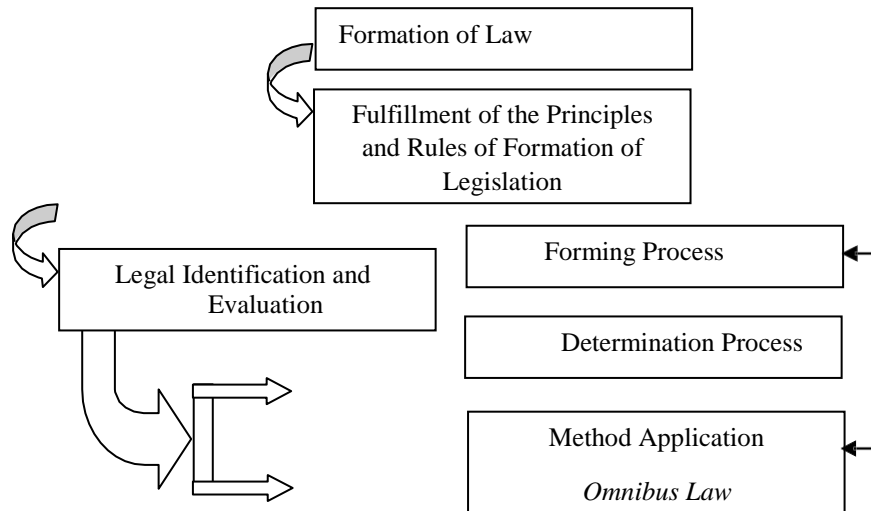 Formation of Law
Fulfillment of the Principles
and Rules of Formation of
Legislation
Legal Identification and
Evaluation
Forming Process
Determination Process
Method Application
Omnibus Law